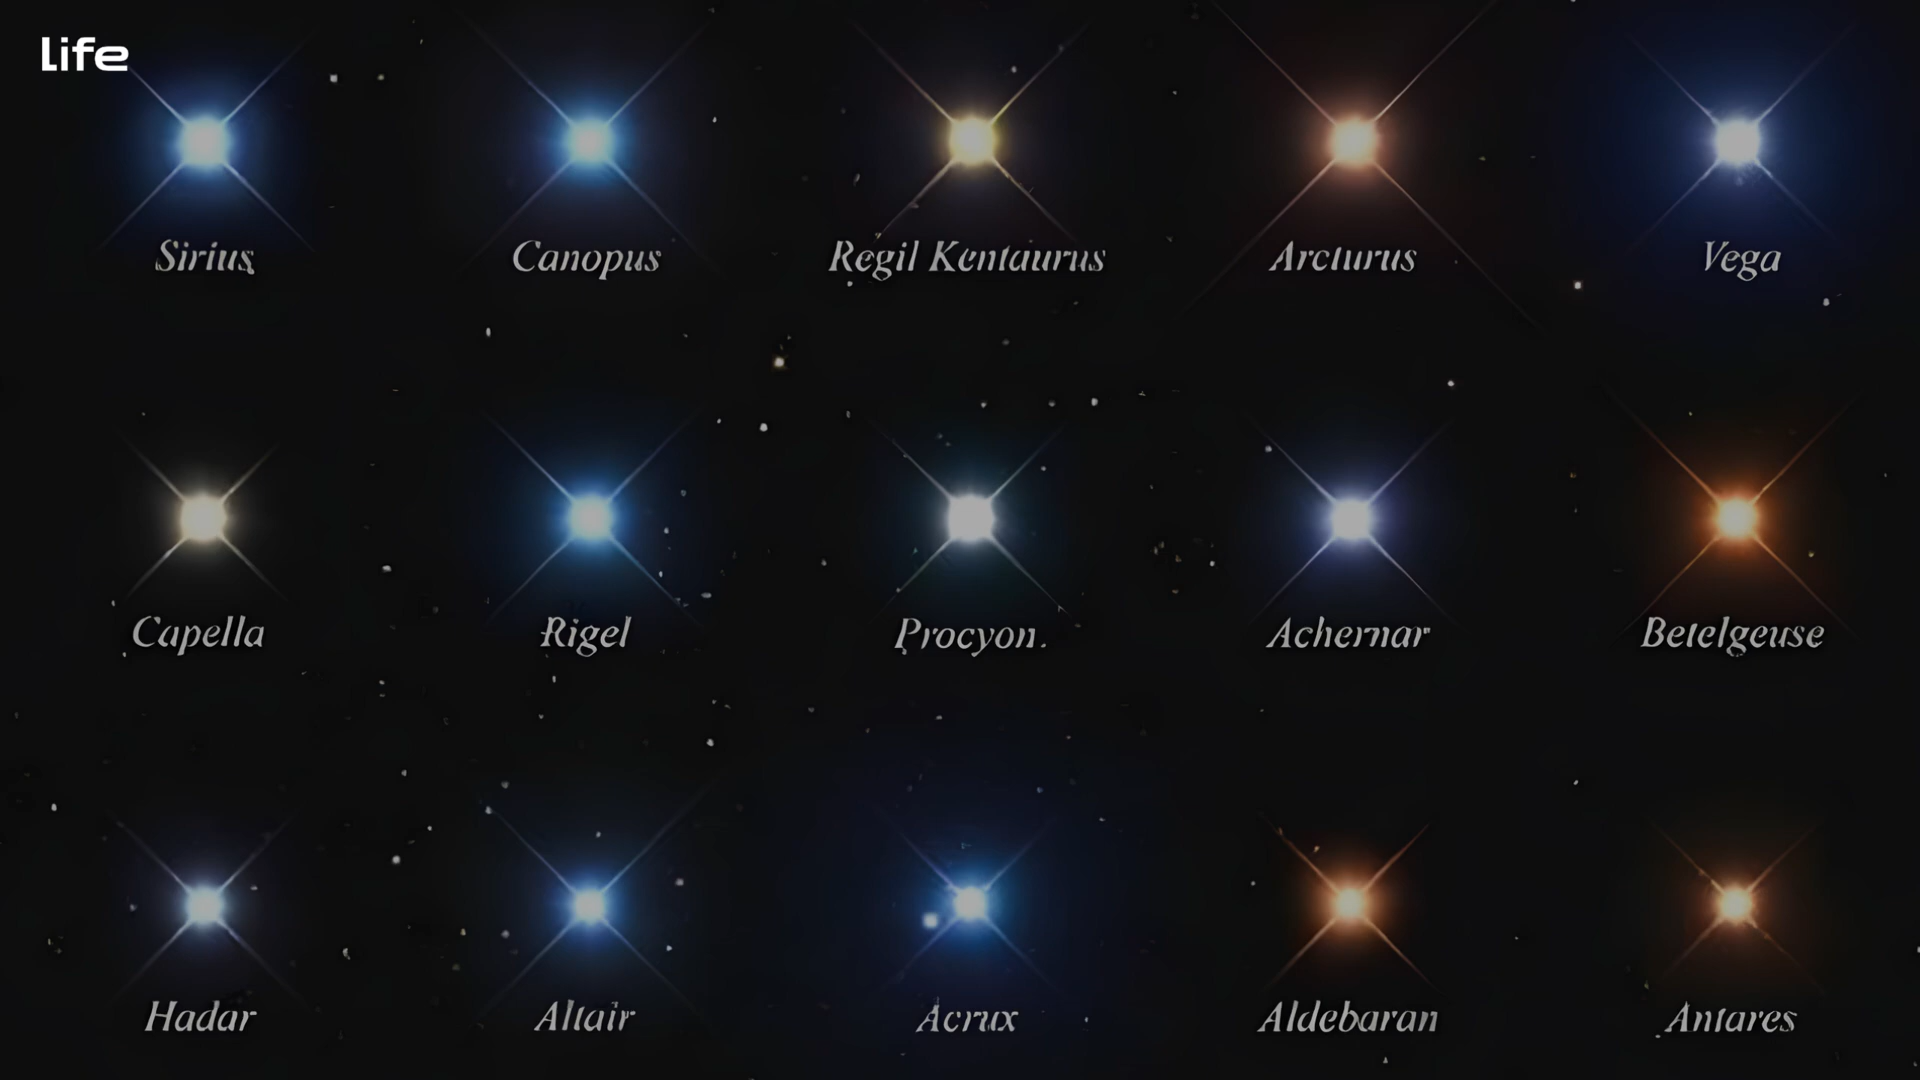 life
Sirius
Canopus
Regil Kentaurus
Arcturus
Vega
Capella
Rigel
Procyon.
Achernar
Betelgeuse
Hadar
Altair
Acrux
Aldebaran
Antares